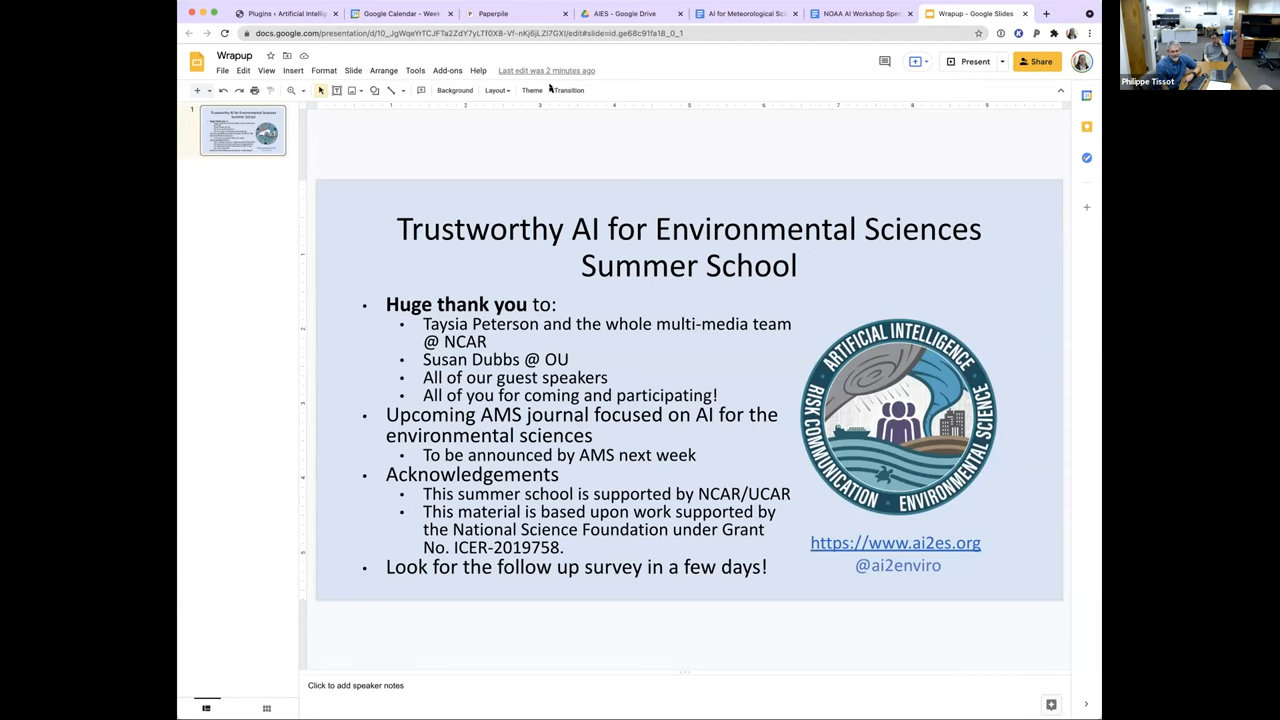 Plugins ‹ Artificial Intellig
Google Calendar - Week
Paperpile
AIES - Google Drive
AI for Meteorological Sci
NOAA AI Workshop Spec
Wrapup - Google Slides
docs.google.com/presentation/d/10_JgWqeYrTCJFTa2ZdY7yLTf0X8-Vf-nKj6jLZI7GXI/edit#slide=id.ge68c91fa18_0_1
Wrapup
File Edit View Insert Format Slide Arrange Tools Add-ons Help Last edit was 2 minutes ago
Present
Share
Background Layout Theme Transition
Philippe Tissot
1
Trustworthy AI for Environmental Sciences
Summer School
• Huge thank you to:
• Taysia Peterson and the whole multi-media team
@ NCAR
• Susan Dubbs @ OU
• All of our guest speakers
• All of you for coming and participating!
• Upcoming AMS journal focused on AI for the
environmental sciences
• To be announced by AMS next week
• Acknowledgements
• This summer school is supported by NCAR/UCAR
• This material is based upon work supported by
the National Science Foundation under Grant
No. ICER-2019758.
• Look for the follow up survey in a few days!
ARTIFICIAL INTELLIGENCE
RISK COMMUNICATION
ENVIRONMENTAL SCIENCE
https://www.ai2es.org
@ai2enviro
Click to add speaker notes